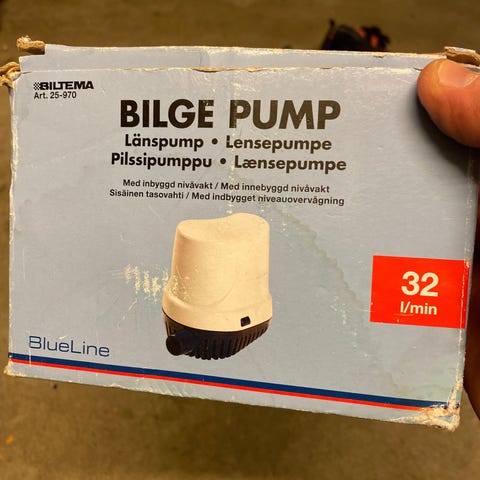 BILTEMA
Art. 25-970
BILGE PUMP
Länspump • Lensepumpe
Pilssipumppu • Lænsepumpe
Med inbyggd nivåvakt / Med innebyggd nivåvakt
Sisäinen tasovahti / Med indbygget niveauovervågning
32
l/min
BlueLine